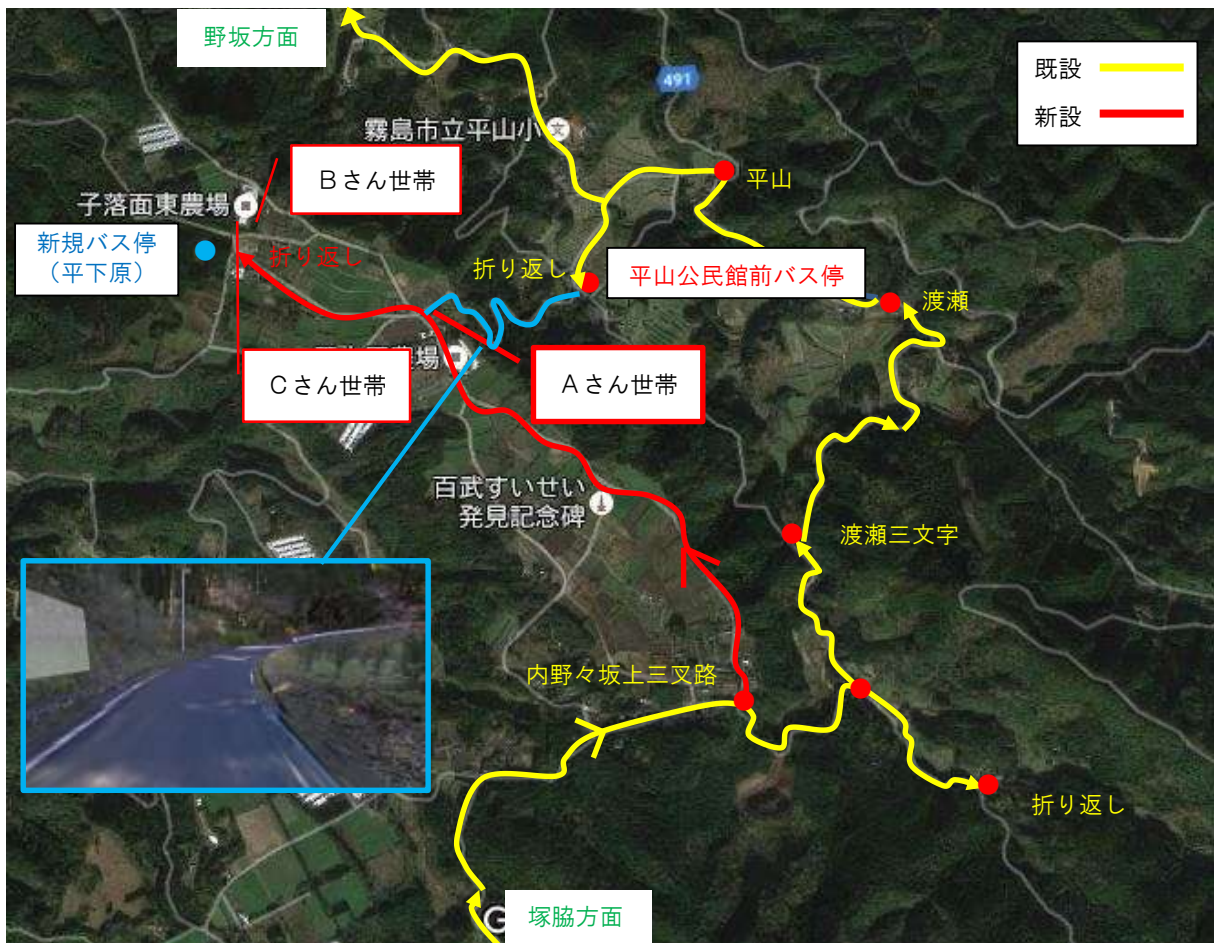 野坂方面
既設
新設
491
霧島市立平山小
Bさん世帯
平山
子落面東農場
新規バス停
(平下原)
折り返し
折り返し
平山公民館前バス停
渡瀬
農場
Cさん世帯
Aさん世帯
百武すいせい
発見記念碑
渡瀬三文字
内野々坂上三叉路
折り返し
塚脇方面
G